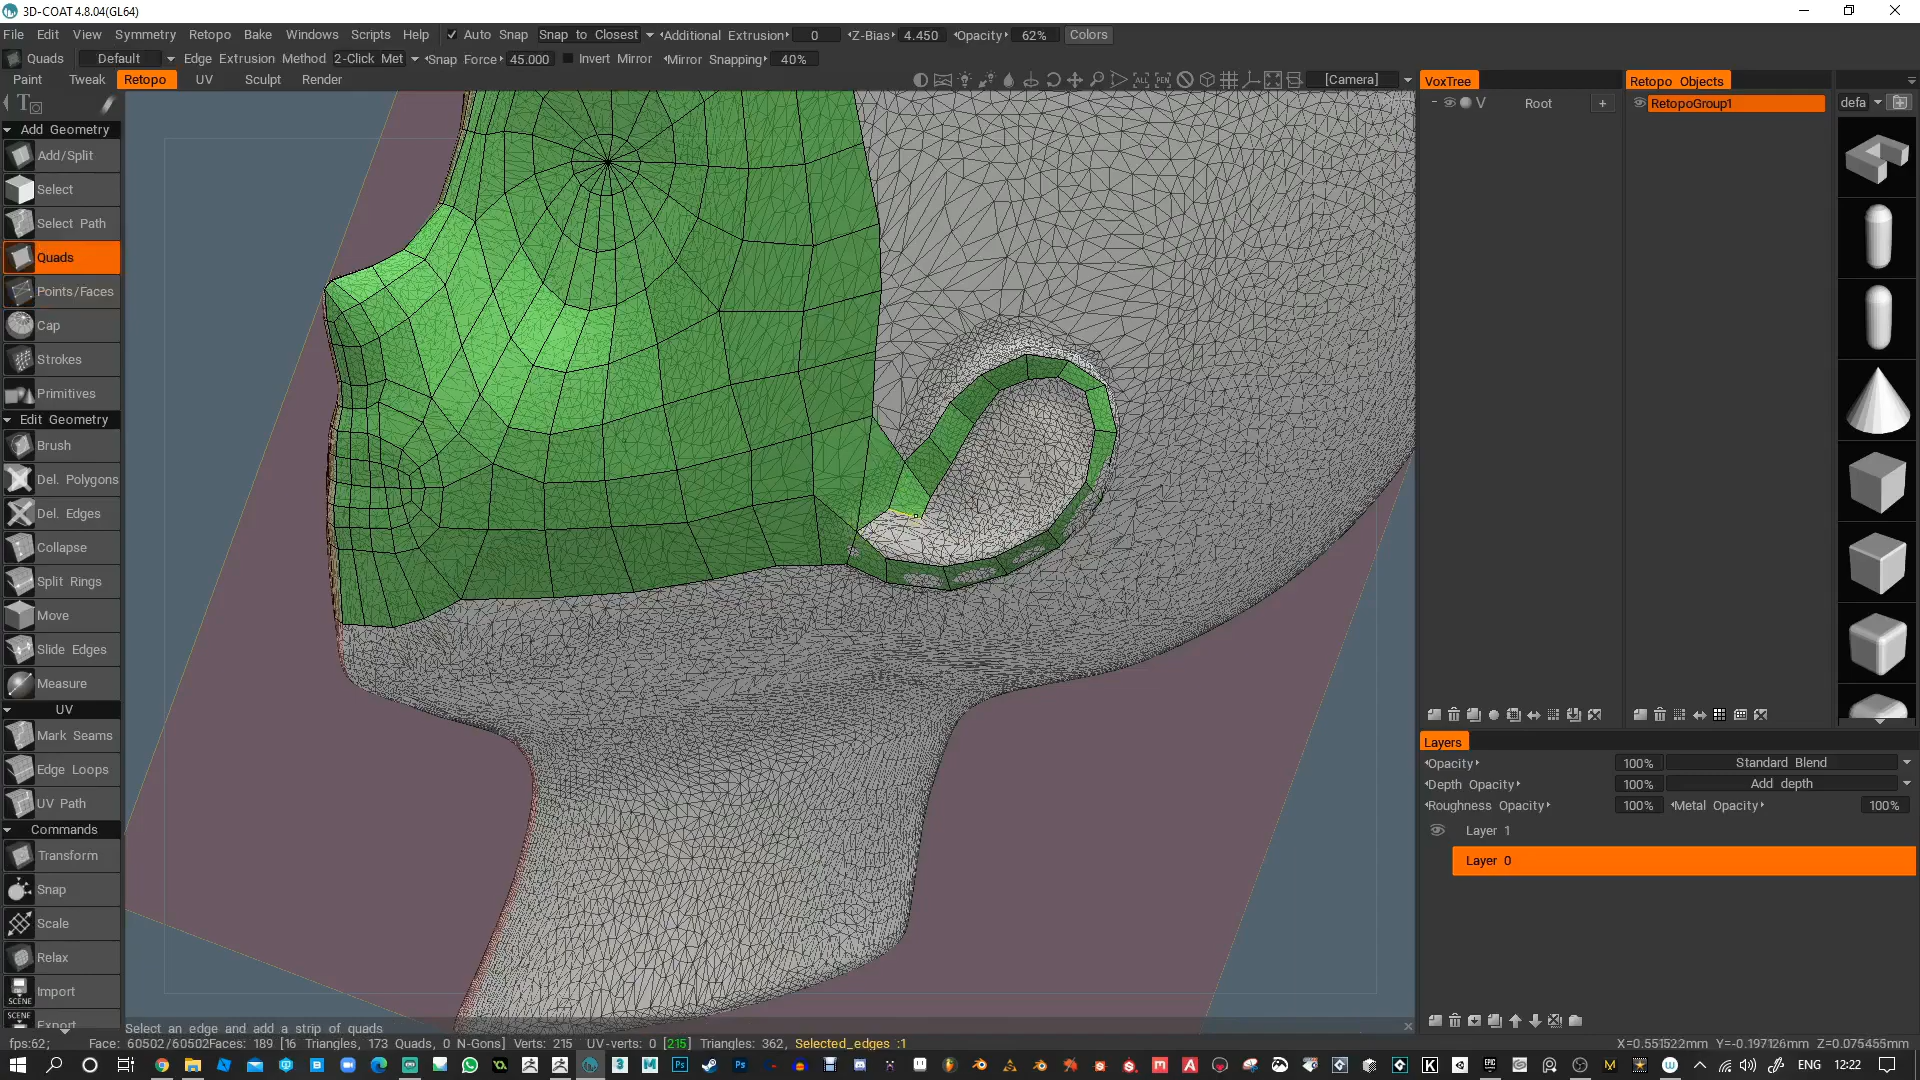 3D-COAT 4.8.04(GL64)
File Edit View Symmetry Retopo Bake Windows Scripts Help Auto Snap Snap to Closest Additional Extrusion 0 Z-Bias 4.450 Opacity 62% Colors
Quads Default Edge Extrusion Method 2-Click Met Snap Force 45.000 Invert Mirror Mirror Snapping 40%
Paint Tweak Retopo UV Sculpt Render [Camera] VoxTree Retopo Objects
V Root + RetopoGroup1 defa
Add Geometry
Add/Split
Select
Select Path
Quads
Points/Faces
Cap
Strokes
Primitives
Edit Geometry
Brush
Del. Polygons
Del. Edges
Collapse
Split Rings
Move
Slide Edges
Measure
UV
Mark Seams
Edge Loops
UV Path
Commands
Transform
Snap
Scale
Relax
SCENE Import
SCENE Export
Layers
Opacity 100% Standard Blend
Depth Opacity 100% Add depth
Roughness Opacity 100% Metal Opacity 100%
Layer 1
Layer 0
Select an edge and add a strip of quads
fps:62; Face: 60502/60502Faces: 189 [16 Triangles, 173 Quads, 0 N-Gons] Verts: 215 UV-verts: 0 [215] Triangles: 362, Selected_edges :1 X=0.551522mm Y=-0.197126mm Z=0.075455mm
ENG 12:22